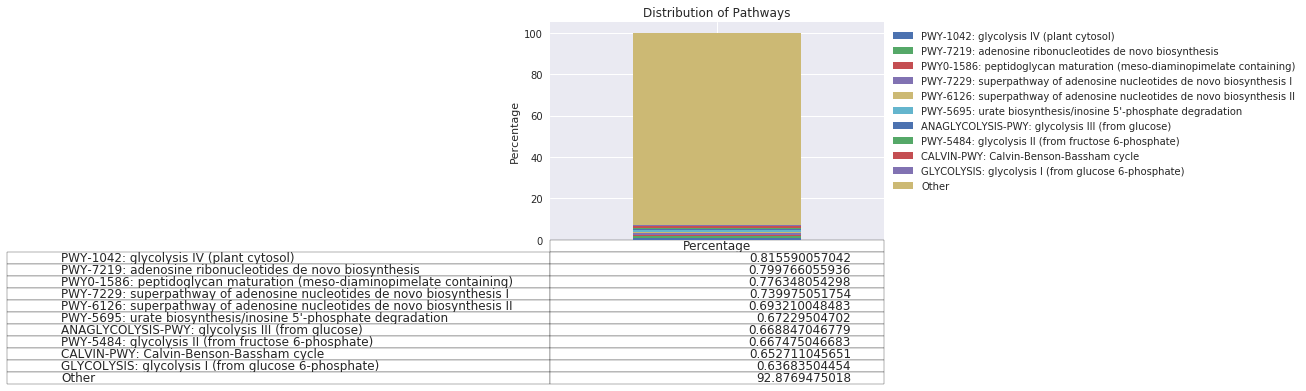 Distribution of Pathways
100
80
60
40
20
0
Percentage
PWY-1042: glycolysis IV (plant cytosol)
PWY-7219: adenosine ribonucleotides de novo biosynthesis
PWY0-1586: peptidoglycan maturation (meso-diaminopimelate containing)
PWY-7229: superpathway of adenosine nucleotides de novo biosynthesis I
PWY-6126: superpathway of adenosine nucleotides de novo biosynthesis II
PWY-5695: urate biosynthesis/inosine 5'-phosphate degradation
ANAGLYCOLYSIS-PWY: glycolysis III (from glucose)
PWY-5484: glycolysis II (from fructose 6-phosphate)
CALVIN-PWY: Calvin-Benson-Bassham cycle
GLYCOLYSIS: glycolysis I (from glucose 6-phosphate)
Other
Percentage
PWY-1042: glycolysis IV (plant cytosol) 0.815590057042
PWY-7219: adenosine ribonucleotides de novo biosynthesis 0.799766055936
PWY0-1586: peptidoglycan maturation (meso-diaminopimelate containing) 0.776348054298
PWY-7229: superpathway of adenosine nucleotides de novo biosynthesis I 0.739975051754
PWY-6126: superpathway of adenosine nucleotides de novo biosynthesis II 0.693210048483
PWY-5695: urate biosynthesis/inosine 5'-phosphate degradation 0.67229504702
ANAGLYCOLYSIS-PWY: glycolysis III (from glucose) 0.668847046779
PWY-5484: glycolysis II (from fructose 6-phosphate) 0.667475046683
CALVIN-PWY: Calvin-Benson-Bassham cycle 0.652711045651
GLYCOLYSIS: glycolysis I (from glucose 6-phosphate) 0.63683504454
Other 92.8769475018